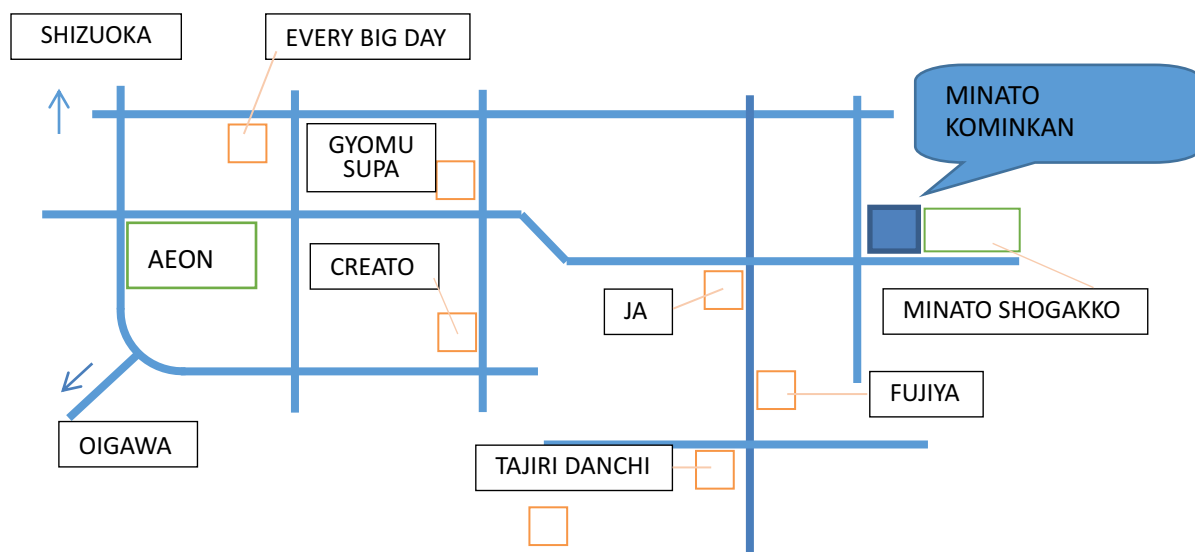 SHIZUOKA
EVERY BIG DAY
MINATO
KOMINKAN
GYOMU
SUPA
AEON
CREATO
JA
MINATO SHOGAKKO
FUJIYA
OIGAWA
TAJIRI DANCHI